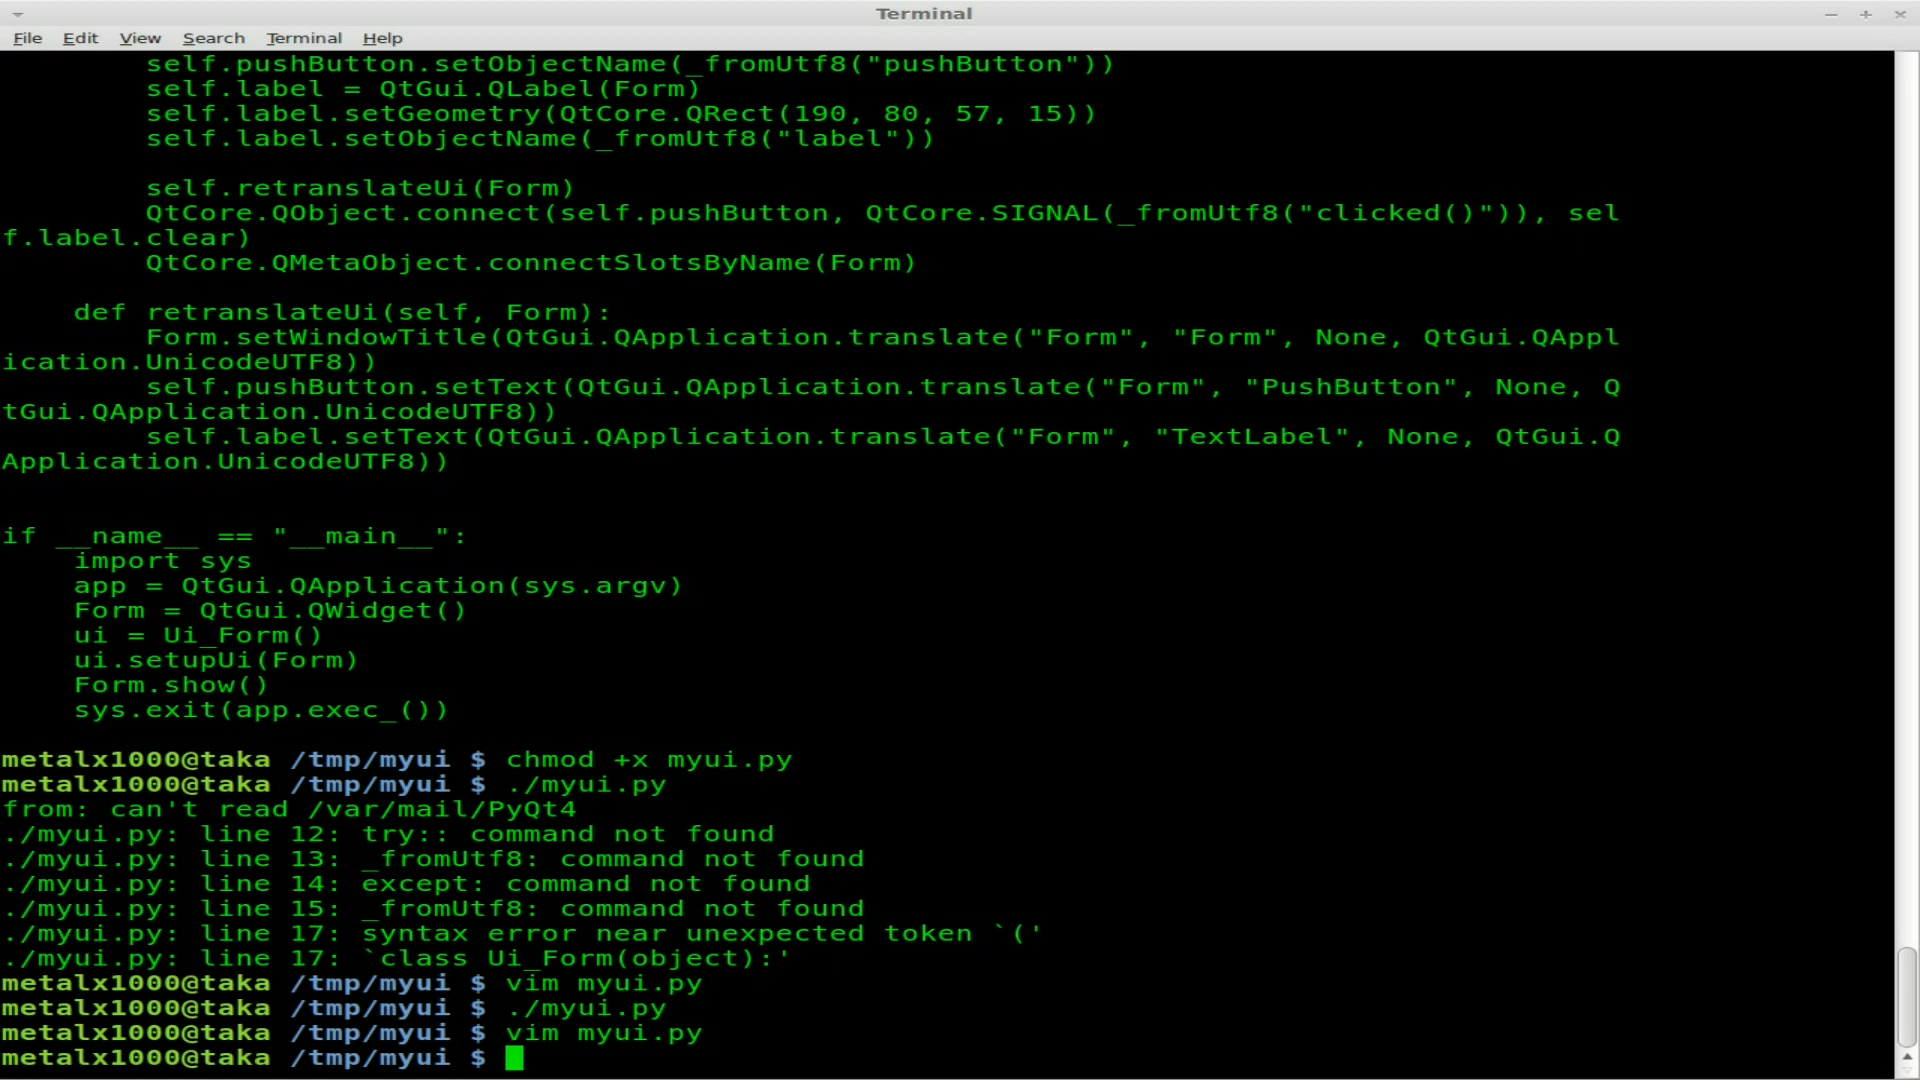 Terminal
File Edit View Search Terminal Help
        self.pushButton.setObjectName(_fromUtf8("pushButton"))
        self.label = QtGui.QLabel(Form)
        self.label.setGeometry(QtCore.QRect(190, 80, 57, 15))
        self.label.setObjectName(_fromUtf8("label"))
        self.retranslateUi(Form)
        QtCore.QObject.connect(self.pushButton, QtCore.SIGNAL(_fromUtf8("clicked()")), sel
f.label.clear)
        QtCore.QMetaObject.connectSlotsByName(Form)
    def retranslateUi(self, Form):
        Form.setWindowTitle(QtGui.QApplication.translate("Form", "Form", None, QtGui.QAppl
ication.UnicodeUTF8))
        self.pushButton.setText(QtGui.QApplication.translate("Form", "PushButton", None, Q
tGui.QApplication.UnicodeUTF8))
        self.label.setText(QtGui.QApplication.translate("Form", "TextLabel", None, QtGui.Q
Application.UnicodeUTF8))
if __name__ == "__main__":
    import sys
    app = QtGui.QApplication(sys.argv)
    Form = QtGui.QWidget()
    ui = Ui_Form()
    ui.setupUi(Form)
    Form.show()
    sys.exit(app.exec_())
metalx1000@taka /tmp/myui $ chmod +x myui.py
metalx1000@taka /tmp/myui $ ./myui.py
from: can't read /var/mail/PyQt4
./myui.py: line 12: try:: command not found
./myui.py: line 13: _fromUtf8: command not found
./myui.py: line 14: except: command not found
./myui.py: line 15: _fromUtf8: command not found
./myui.py: line 17: syntax error near unexpected token `('
./myui.py: line 17: `class Ui_Form(object):'
metalx1000@taka /tmp/myui $ vim myui.py
metalx1000@taka /tmp/myui $ ./myui.py
metalx1000@taka /tmp/myui $ vim myui.py
metalx1000@taka /tmp/myui $